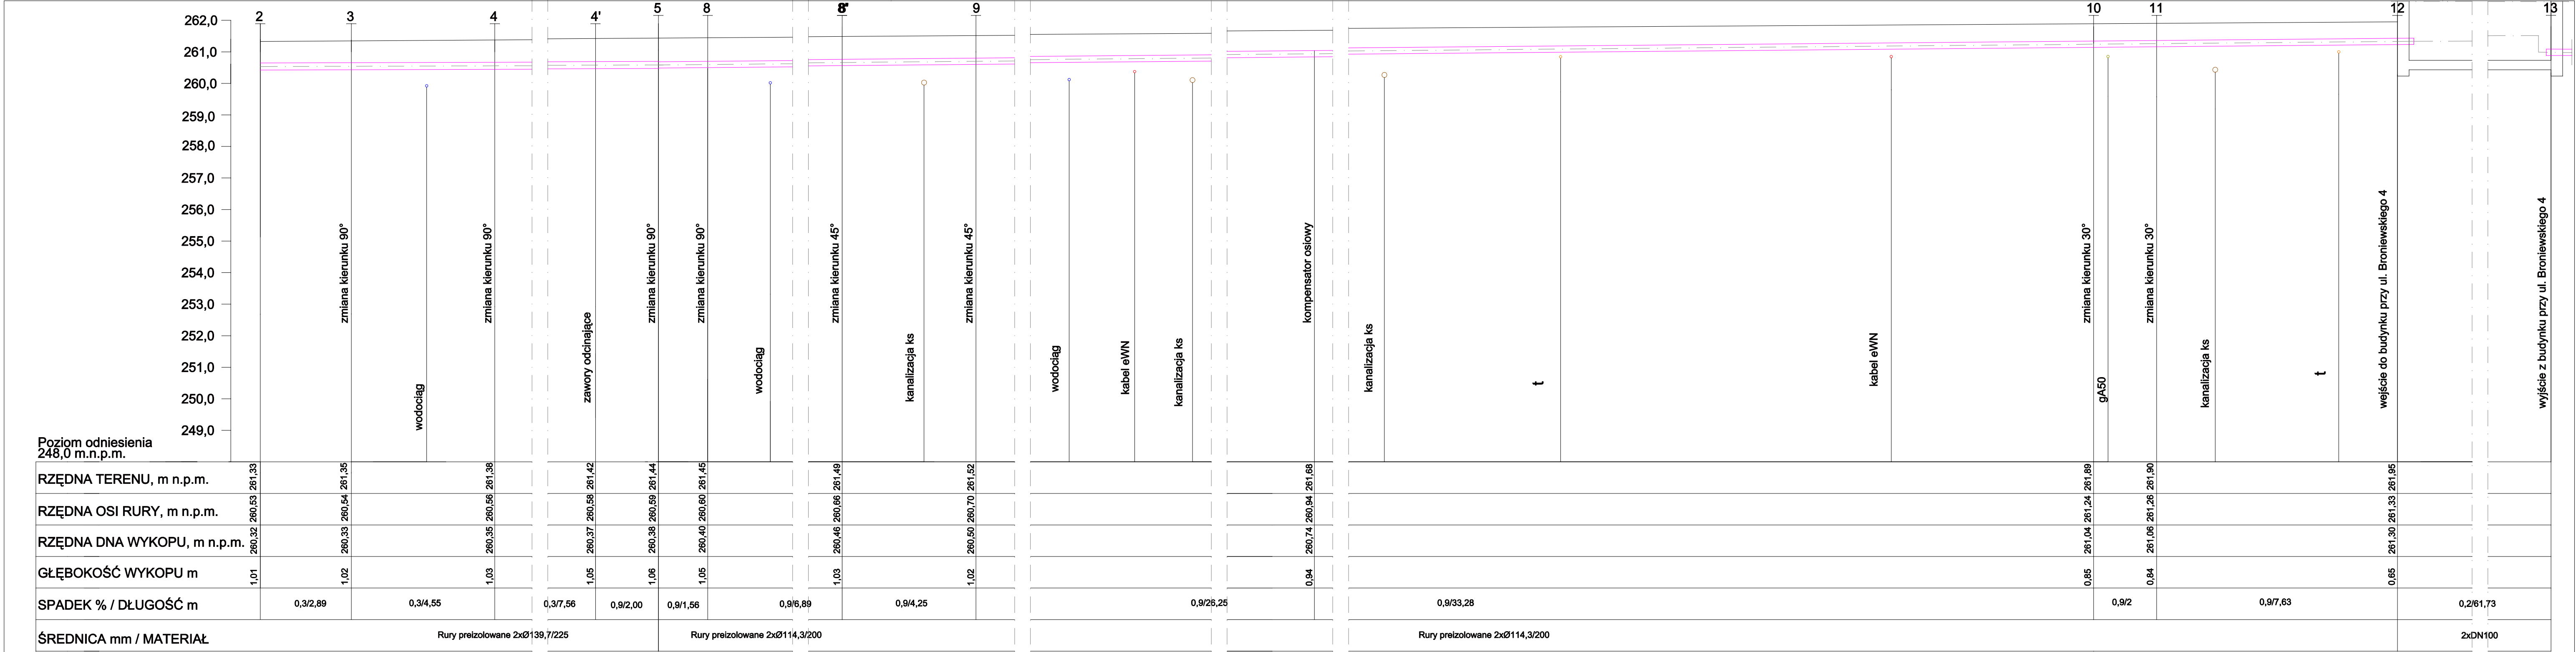 2 3 4 4' 5 8 8' 9 10 11 12 13
262,0
261,0
260,0
259,0
258,0
257,0
256,0
255,0
254,0
253,0
252,0
251,0
250,0
249,0
zmiana kierunku 90°
wodociąg
zmiana kierunku 90°
zawory odcinające
zmiana kierunku 90°
zmiana kierunku 90°
wodociąg
zmiana kierunku 45°
kanalizacja ks
zmiana kierunku 45°
wodociąg
kabel eWN
kanalizacja ks
kompensator osiowy
kanalizacja ks
t
kabel eWN
zmiana kierunku 30°
gA50
zmiana kierunku 30°
kanalizacja ks
t
wejście do budynku przy ul. Broniewskiego 4
wyjście z budynku przy ul. Broniewskiego 4
Poziom odniesienia
248,0 m.n.p.m.
RZĘDNA TERENU, m n.p.m. 261,33 261,35 261,38 261,42 261,44 261,45 261,49 261,52 261,68 261,89 261,90 261,95
RZĘDNA OSI RURY, m n.p.m. 260,53 260,54 260,56 260,58 260,59 260,60 260,66 260,70 260,94 261,24 261,26 261,33
RZĘDNA DNA WYKOPU, m n.p.m. 260,32 260,33 260,35 260,37 260,38 260,40 260,46 260,50 260,74 261,04 261,06 261,30
GŁĘBOKOŚĆ WYKOPU m 1,01 1,02 1,03 1,05 1,06 1,05 1,03 1,02 0,94 0,85 0,84 0,65
SPADEK % / DŁUGOŚĆ m 0,3/2,89 0,3/4,55 0,3/7,56 0,9/2,00 0,9/1,56 0,9/6,89 0,9/4,25 0,9/26,25 0,9/33,28 0,9/2 0,9/7,63 0,2/61,73
ŚREDNICA mm / MATERIAŁ Rury preizolowane 2xØ139,7/225 Rury preizolowane 2xØ114,3/200 Rury preizolowane 2xØ114,3/200 2xDN100